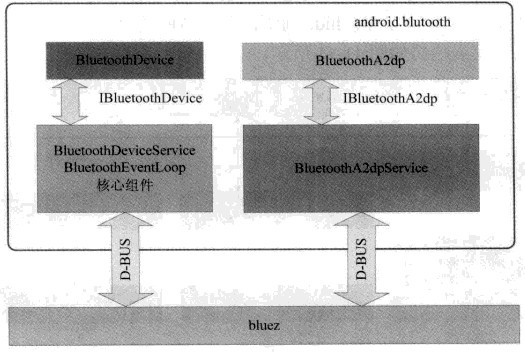 android.blutooth
BluetoothDevice
BluetoothA2dp
IBluetoothDevice
IBluetoothA2dp
BluetoothDeviceService
BluetoothEventLoop
核心组件
BluetoothA2dpService
D-BUS
D-BUS
bluez